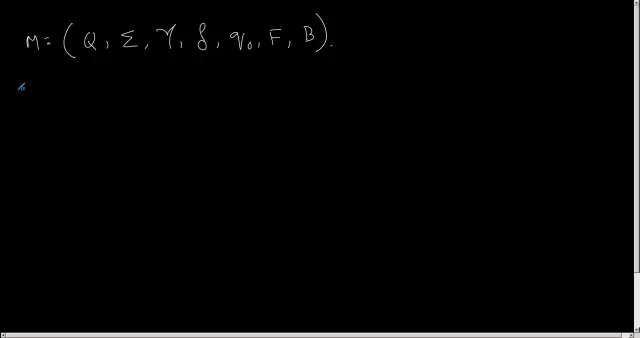 M = (Q, Σ, Γ, δ, q₀, F, B).